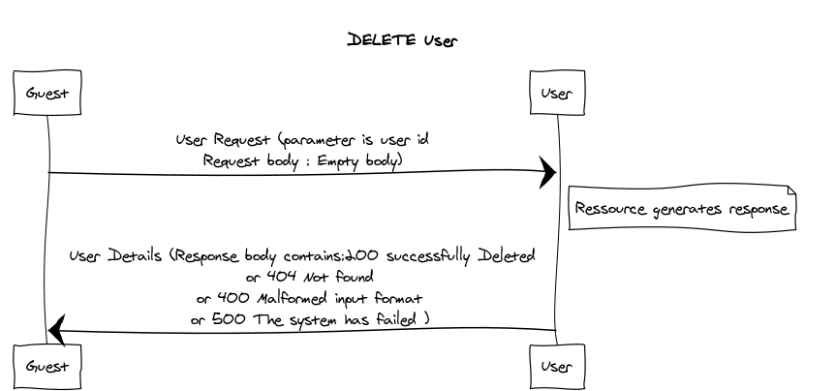 DELETE User
Guest
User
User Request (parameter is user id
Request body : Empty body)
Ressource generates response
User Details (Response body contains:200 successfully Deleted
or 404 Not found
or 400 Malformed input format
or 500 The system has failed )
Guest
User